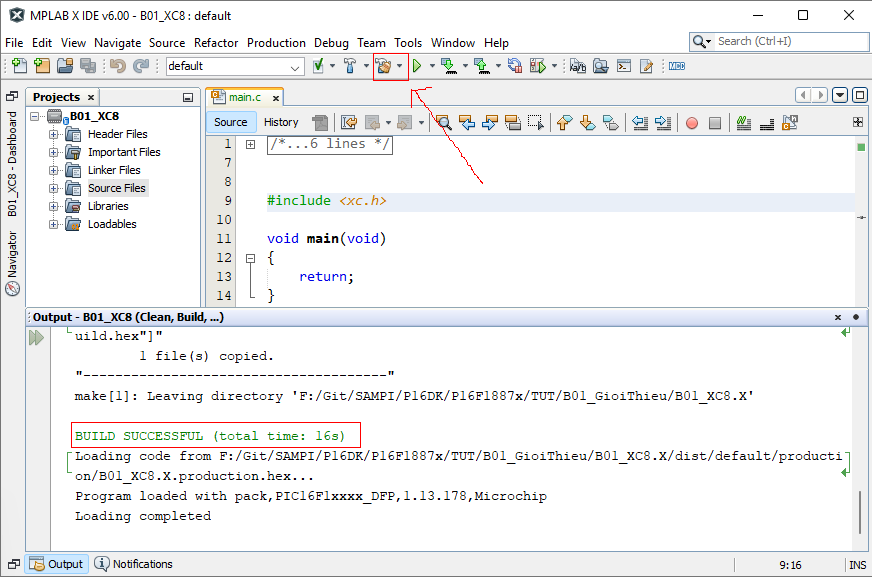 MPLAB X IDE v6.00 - B01_XC8 : default
File Edit View Navigate Source Refactor Production Debug Team Tools Window Help
Search (Ctrl+I)
default
Projects
main.c
Source History
B01_XC8
Header Files
Important Files
Linker Files
Source Files
Libraries
Loadables
B01_XC8 - Dashboard
Navigator
1 /*...6 lines */
7
8
9 #include <xc.h>
10
11 void main(void)
12 {
13 return;
14 }
Output - B01_XC8 (Clean, Build, ...)
uild.hex"]"
1 file(s) copied.
"-------------------------------------"
make[1]: Leaving directory 'F:/Git/SAMPI/P16DK/P16F1887x/TUT/B01_GioiThieu/B01_XC8.X'
BUILD SUCCESSFUL (total time: 16s)
Loading code from F:/Git/SAMPI/P16DK/P16F1887x/TUT/B01_GioiThieu/B01_XC8.X/dist/default/producti
on/B01_XC8.X.production.hex...
Program loaded with pack,PIC16F1xxxx_DFP,1.13.178,Microchip
Loading completed
Output Notifications
9:16 INS